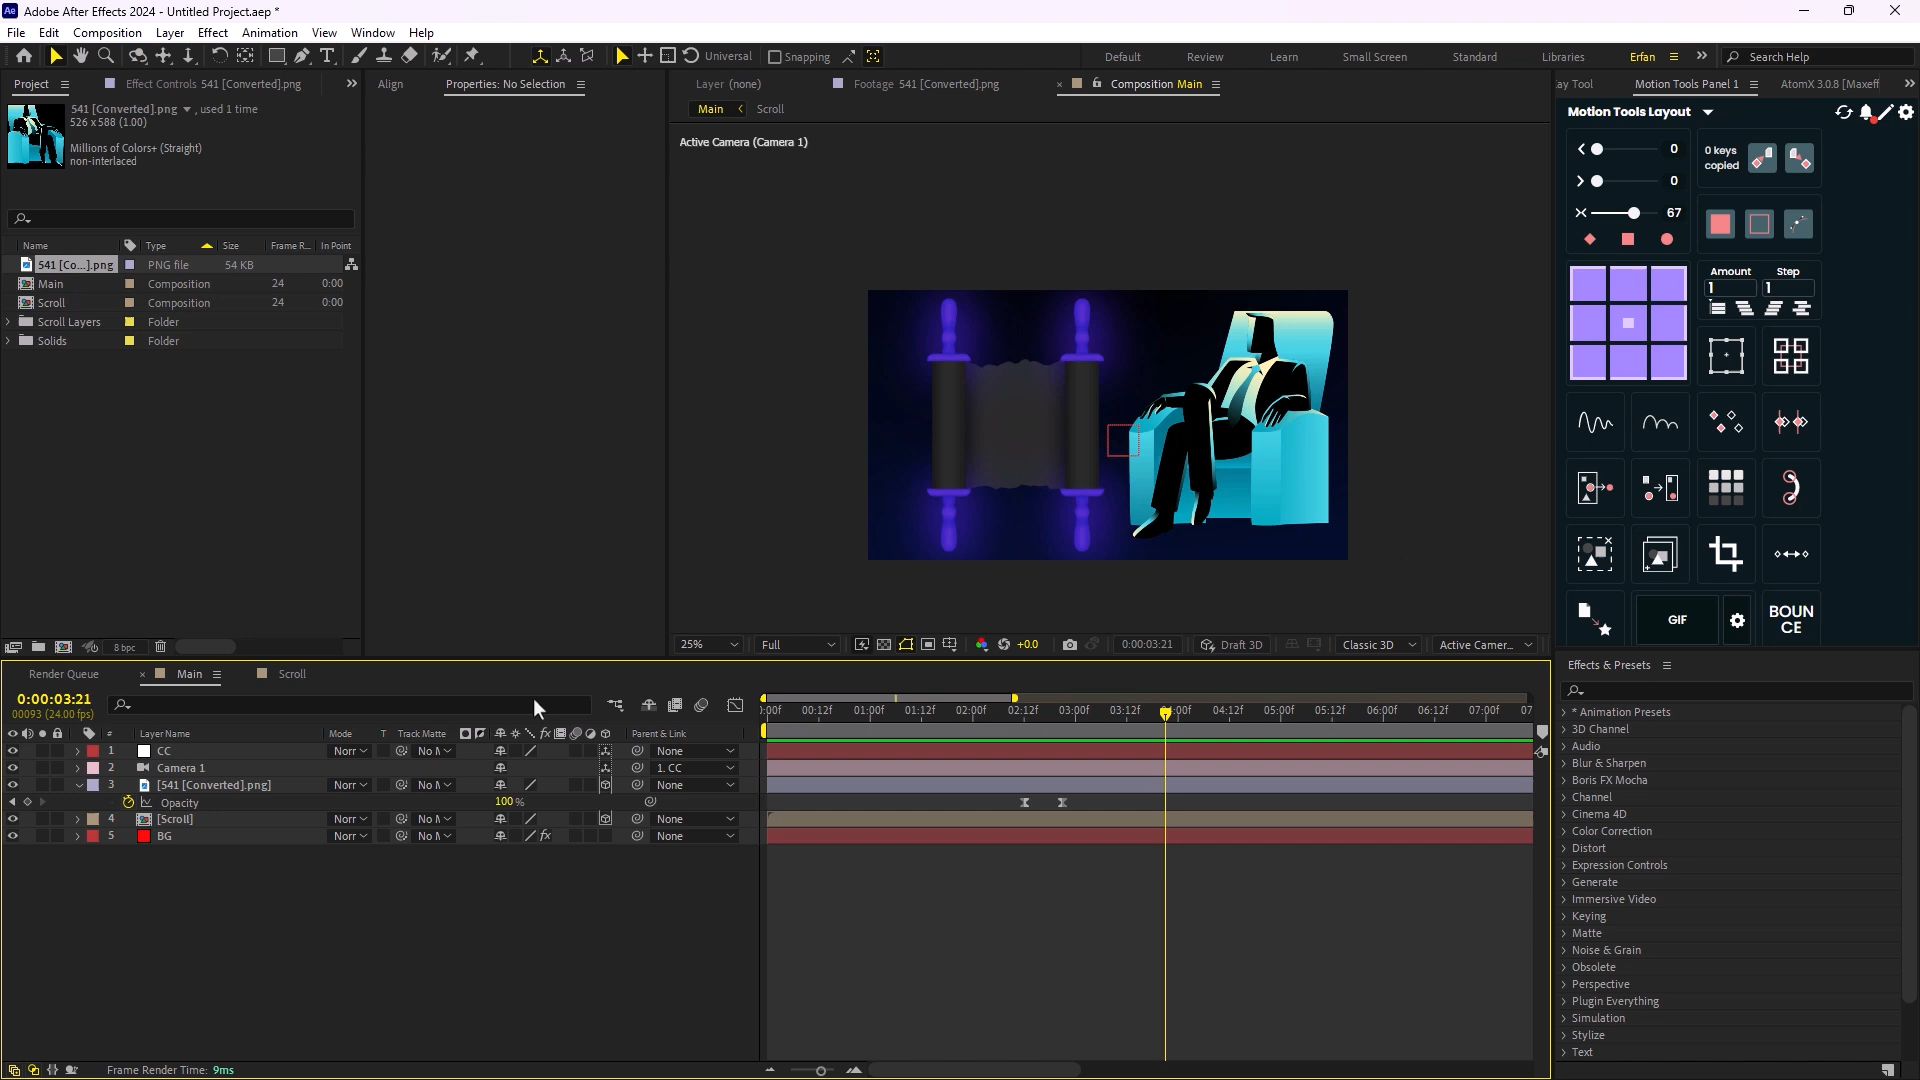 Ae Adobe After Effects 2024 - Untitled Project.aep *
File Edit Composition Layer Effect Animation View Window Help
Universal Snapping Default Review Learn Small Screen Standard Libraries Erfan Search Help
Project Effect Controls 541 [Converted].png Align Properties: No Selection Layer (none) Footage 541 [Converted].png Composition Main ay Tool Motion Tools Panel 1 AtomX 3.0.8 [Maxeff
541 [Converted].png , used 1 time
526 x 588 (1.00)
Millions of Colors+ (Straight)
non-interlaced
Main Scroll
Active Camera (Camera 1)
Motion Tools Layout
0
0 keys copied
0
67
Amount Step
1 1
GIF
BOUN
CE
Name Type Size Frame R... In Point
541 [Co...].png PNG file 54 KB
Main Composition 24 0:00
Scroll Composition 24 0:00
Scroll Layers Folder
Solids Folder
8 bpc
25% Full +0.0 0:00:03:21 Draft 3D Classic 3D Active Camer...
Render Queue Main Scroll
0:00:03:21
00093 (24.00 fps)
:00f 00:12f 01:00f 01:12f 02:00f 02:12f 03:00f 03:12f 04:00f 04:12f 05:00f 05:12f 06:00f 06:12f 07:00f 07
# Layer Name Mode T Track Matte fx Parent & Link
1 CC Norr No M None
2 Camera 1 1. CC
3 [541 [Converted].png] Norr No M None
Opacity 100 %
4 [Scroll] Norr No M None
5 BG Norr No M fx None
Frame Render Time: 9ms
Effects & Presets
* Animation Presets
3D Channel
Audio
Blur & Sharpen
Boris FX Mocha
Channel
Cinema 4D
Color Correction
Distort
Expression Controls
Generate
Immersive Video
Keying
Matte
Noise & Grain
Obsolete
Perspective
Plugin Everything
Simulation
Stylize
Text